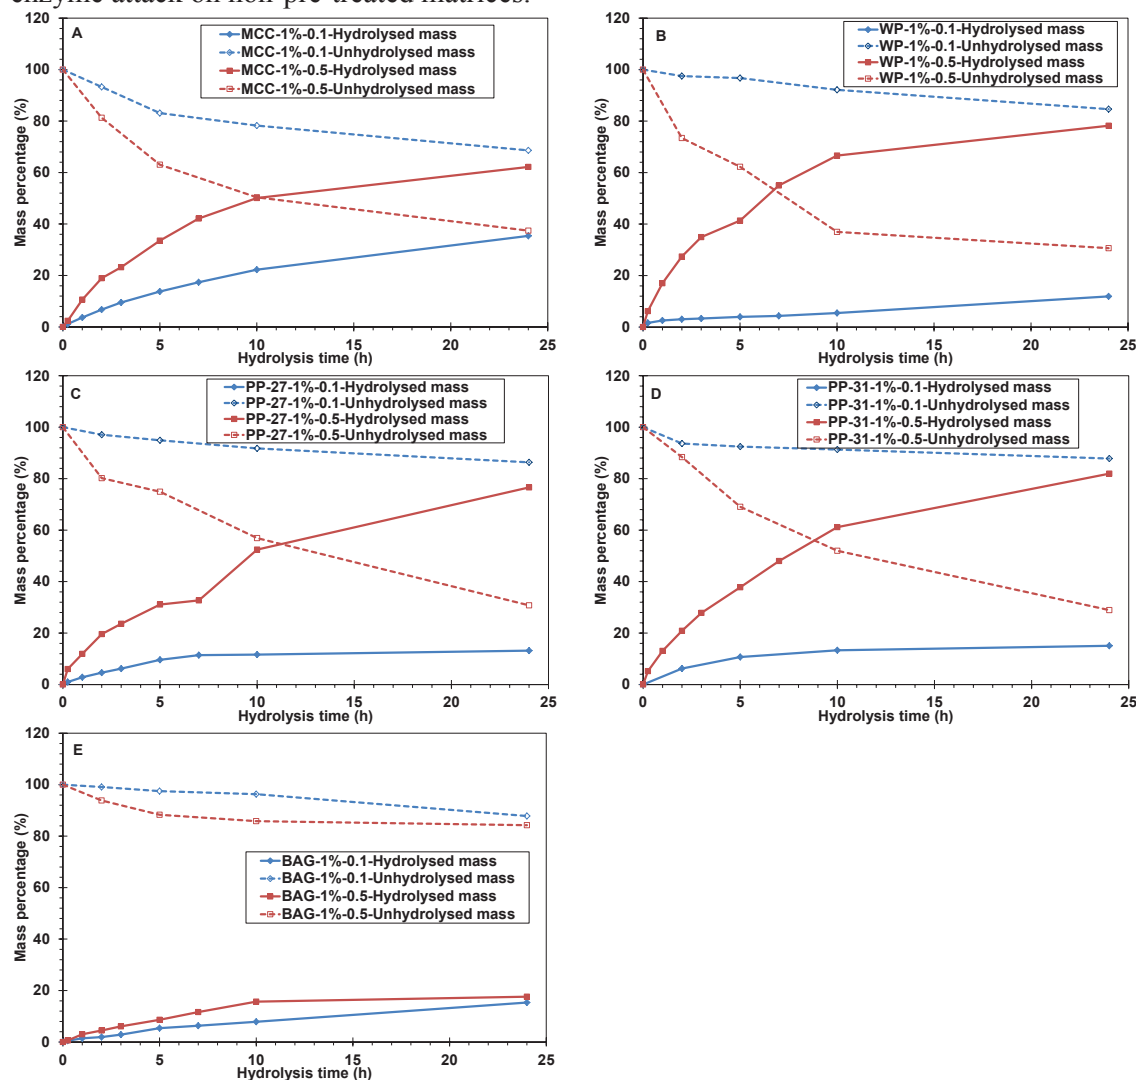 enzyme attack on non-pre-treated matrices.
A
MCC-1%-0.1-Hydrolysed mass
MCC-1%-0.1-Unhydrolysed mass
MCC-1%-0.5-Hydrolysed mass
MCC-1%-0.5-Unhydrolysed mass
Mass percentage (%)
120
100
80
60
40
20
0
0 5 10 15 20 25
Hydrolysis time (h)
B
WP-1%-0.1-Hydrolysed mass
WP-1%-0.1-Unhydrolysed mass
WP-1%-0.5-Hydrolysed mass
WP-1%-0.5-Unhydrolysed mass
Mass percentage (%)
120
100
80
60
40
20
0
0 5 10 15 20 25
Hydrolysis time (h)
C
PP-27-1%-0.1-Hydrolysed mass
PP-27-1%-0.1-Unhydrolysed mass
PP-27-1%-0.5-Hydrolysed mass
PP-27-1%-0.5-Unhydrolysed mass
Mass percentage (%)
120
100
80
60
40
20
0
0 5 10 15 20 25
Hydrolysis time (h)
D
PP-31-1%-0.1-Hydrolysed mass
PP-31-1%-0.1-Unhydrolysed mass
PP-31-1%-0.5-Hydrolysed mass
PP-31-1%-0.5-Unhydrolysed mass
Mass percentage (%)
120
100
80
60
40
20
0
0 5 10 15 20 25
Hydrolysis time (h)
E
BAG-1%-0.1-Hydrolysed mass
BAG-1%-0.1-Unhydrolysed mass
BAG-1%-0.5-Hydrolysed mass
BAG-1%-0.5-Unhydrolysed mass
Mass percentage (%)
120
100
80
60
40
20
0
0 5 10 15 20 25
Hydrolysis time (h)